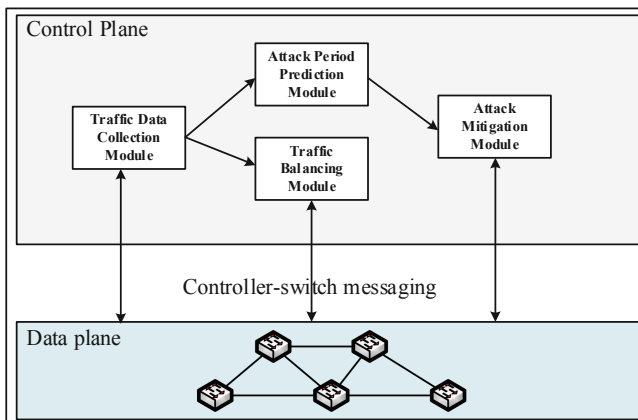 Control Plane
Attack Period
Prediction
Module
Traffic Data
Collection
Module
Attack
Mitigation
Module
Traffic
Balancing
Module
Controller-switch messaging
Data plane